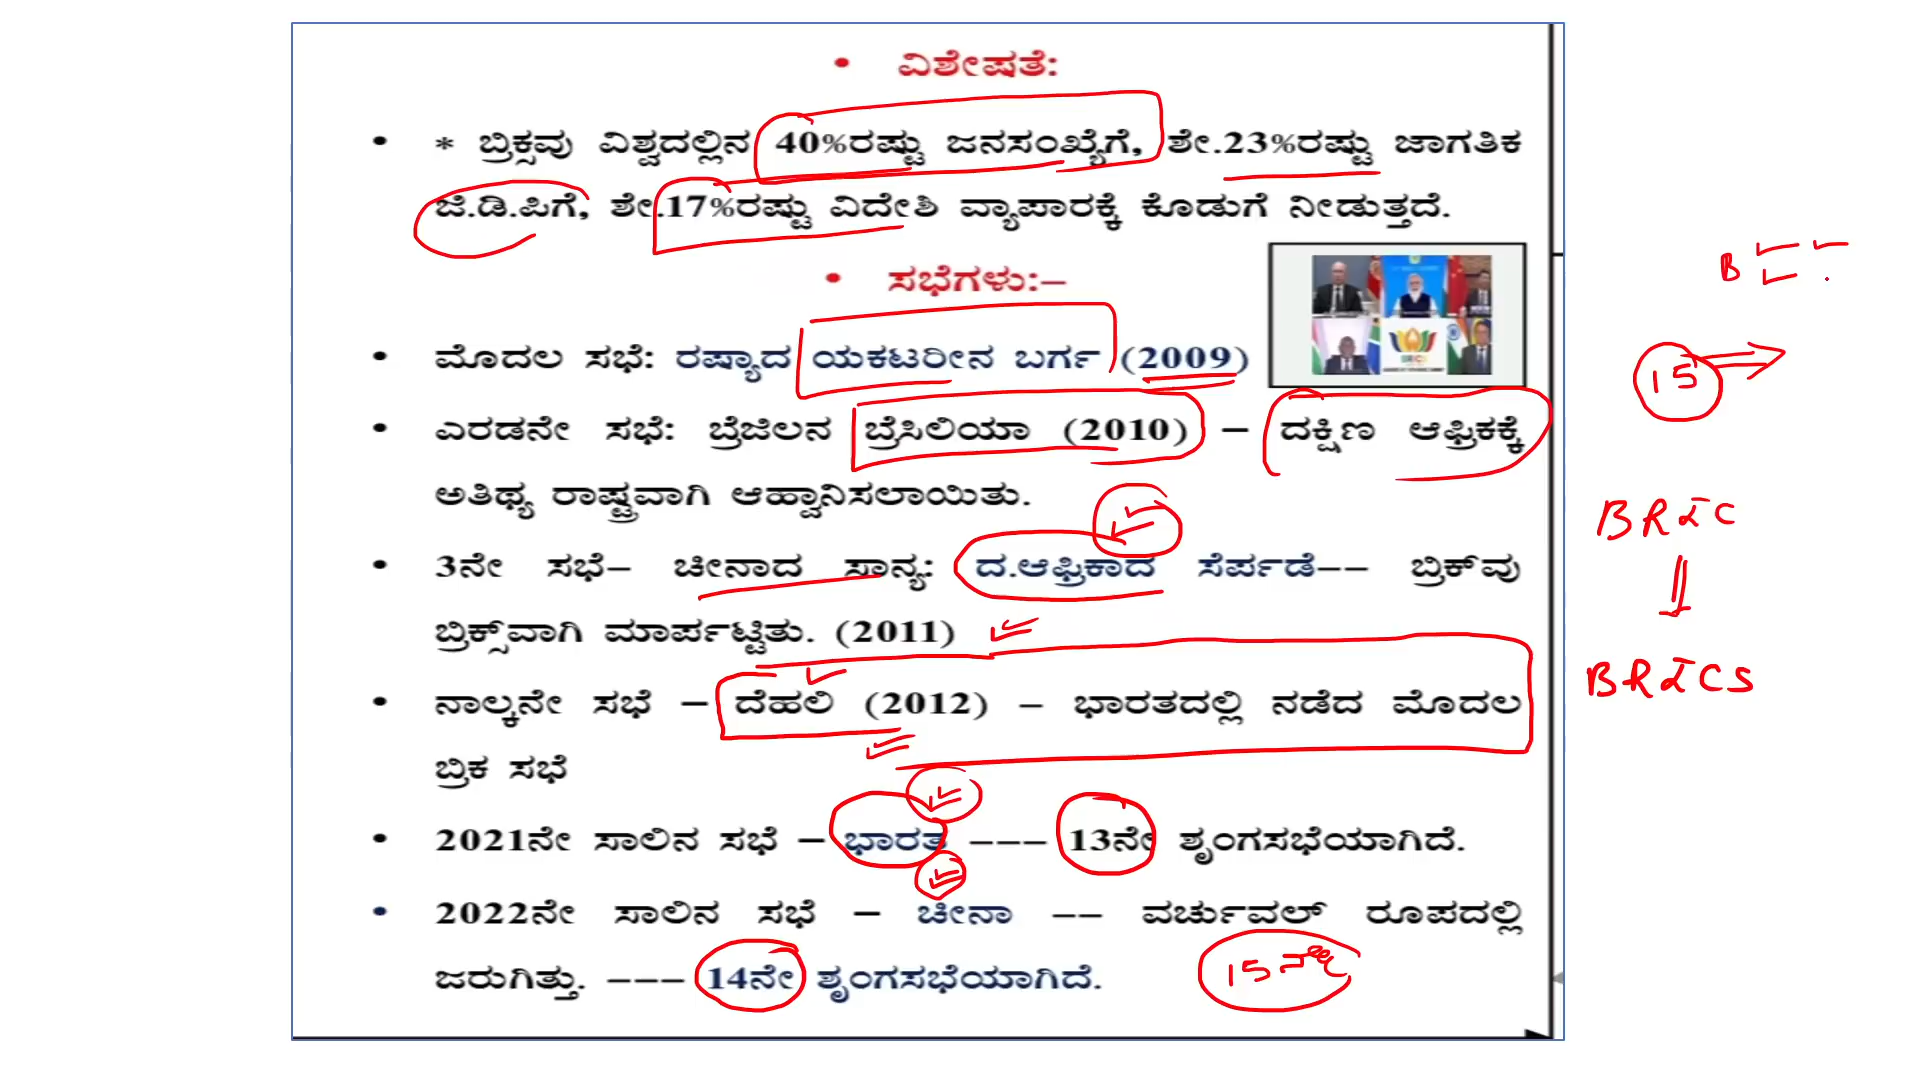 • ವಿಶೇಷತೆ:
• * ಬ್ರಿಕ್ಸವು ವಿಶ್ವದಲ್ಲಿನ 40%ರಷ್ಟು ಜನಸಂಖ್ಯೆಗೆ, ಶೇ.23%ರಷ್ಟು ಜಾಗತಿಕ
ಜಿ.ಡಿ.ಪಿಗೆ, ಶೇ.17%ರಷ್ಟು ವಿದೇಶಿ ವ್ಯಾಪಾರಕ್ಕೆ ಕೊಡುಗೆ ನೀಡುತ್ತದೆ.
• ಸಭೆಗಳು:–
• ಮೊದಲ ಸಭೆ: ರಷ್ಯಾದ ಯಕಟರೀನ ಬರ್ಗ (2009)
• ಎರಡನೇ ಸಭೆ: ಬ್ರೆಜಿಲನ ಬ್ರೆಸಿಲಿಯಾ (2010) – ದಕ್ಷಿಣ ಆಫ್ರಿಕಕ್ಕೆ
ಅತಿಥ್ಯ ರಾಷ್ಟ್ರವಾಗಿ ಆಹ್ವಾನಿಸಲಾಯಿತು.
• 3ನೇ ಸಭೆ– ಚೀನಾದ ಸಾನ್ಯ: ದ.ಆಫ್ರಿಕಾದ ಸೆರ್ಪಡೆ–– ಬ್ರಿಕ್‌ವು
ಬ್ರಿಕ್ಸ್‌ವಾಗಿ ಮಾರ್ಪಟ್ಟಿತು. (2011)
• ನಾಲ್ಕನೇ ಸಭೆ – ದೆಹಲಿ (2012) – ಭಾರತದಲ್ಲಿ ನಡೆದ ಮೊದಲ
ಬ್ರಿಕ ಸಭೆ
• 2021ನೇ ಸಾಲಿನ ಸಭೆ – ಭಾರತ ––– 13ನೇ ಶೃಂಗಸಭೆಯಾಗಿದೆ.
• 2022ನೇ ಸಾಲಿನ ಸಭೆ – ಚೀನಾ –– ವರ್ಚುವಲ್ ರೂಪದಲ್ಲಿ
ಜರುಗಿತ್ತು. ––– 14ನೇ ಶೃಂಗಸಭೆಯಾಗಿದೆ.
15
B
15
BRIC
BRICS